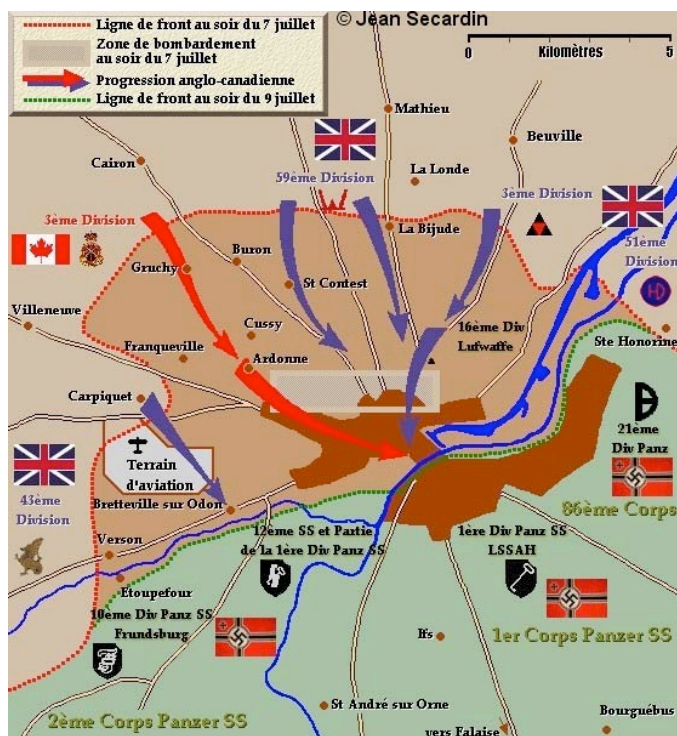 © Jean Secardin
Ligne de front au soir du 7 juillet
Zone de bombardement
au soir du 7 juillet
Progression anglo-canadienne
Ligne de front au soir du 9 juillet
0
Kilomètres
5
Mathieu
Beuville
Cairon
La Londe
59ème Division
3ème Division
3ème Division
51ème
Division
La Bijude
Buron
Gruchy
St Contest
HD
Villeneuve
Cussy
16ème Div
Lufwaffe
Ste Honorine
Franqueville
Ardonne
Carpiquet
21ème
Div Panz
Terrain
d'aviation
86ème Corps
43ème
Division
Bretteville sur Odon
12ème SS et Partie
de la 1ère Div Panz SS
1ère Div Panz SS
LSSAH
Verson
Etoupefour
10ème Div Panz SS
Frundsburg
Ifs
1er Corps Panzer SS
2ème Corps Panzer SS
St André sur Orne
vers Falaise
Bourguébus